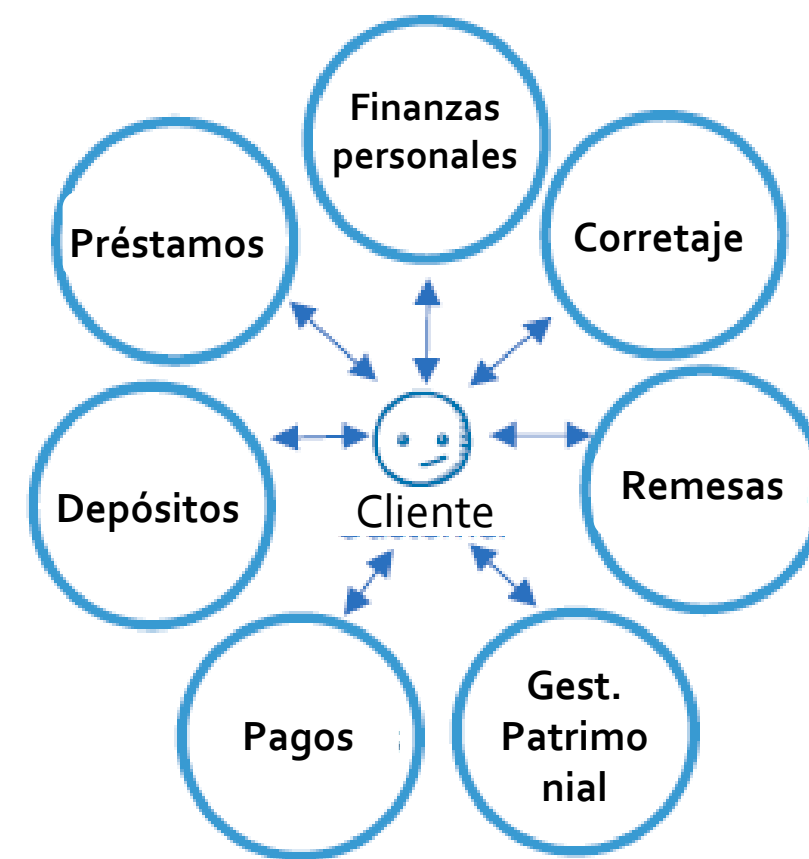 Finanzas
personales
Préstamos
Corretaje
Depósitos
Cliente
Remesas
Pagos
Gest.
Patrimo
nial